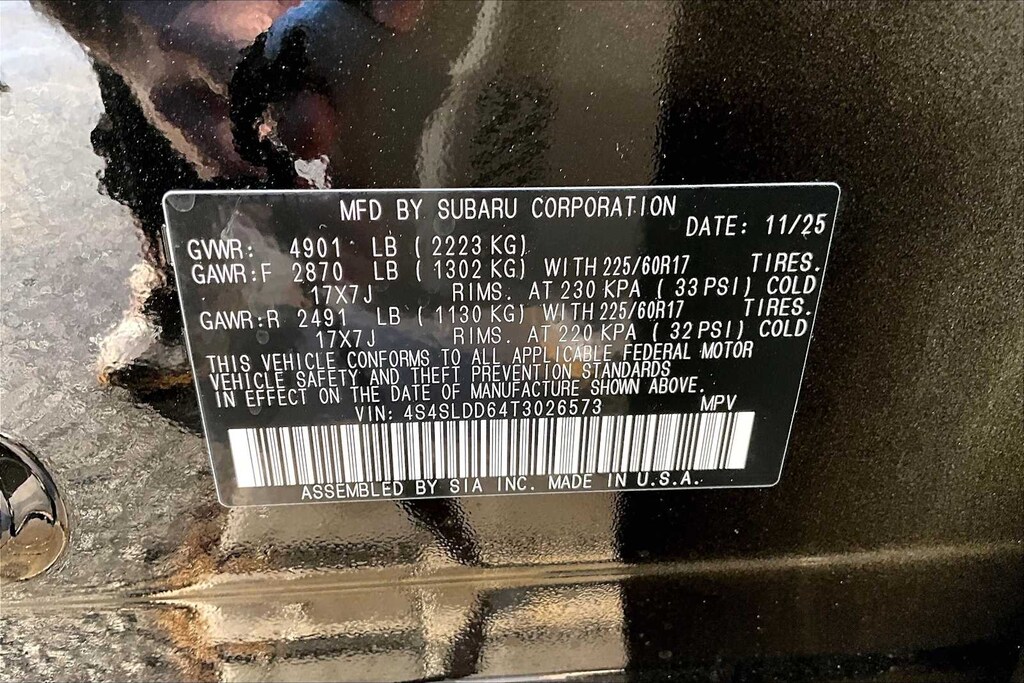 MFD BY SUBARU CORPORATION
DATE: 11/25
GVWR: 4901 LB ( 2223 KG)
GAWR:F 2870 LB ( 1302 KG) WITH 225/60R17 TIRES.
17X7J RIMS. AT 230 KPA ( 33 PSI) COLD
GAWR:R 2491 LB ( 1130 KG) WITH 225/60R17 TIRES.
17X7J RIMS. AT 220 KPA ( 32 PSI) COLD
THIS VEHICLE CONFORMS TO ALL APPLICABLE FEDERAL MOTOR
VEHICLE SAFETY AND THEFT PREVENTION STANDARDS
IN EFFECT ON THE DATE OF MANUFACTURE SHOWN ABOVE.
VIN: 4S4SLDD64T3026573 MPV
ASSEMBLED BY SIA INC. MADE IN U.S.A.